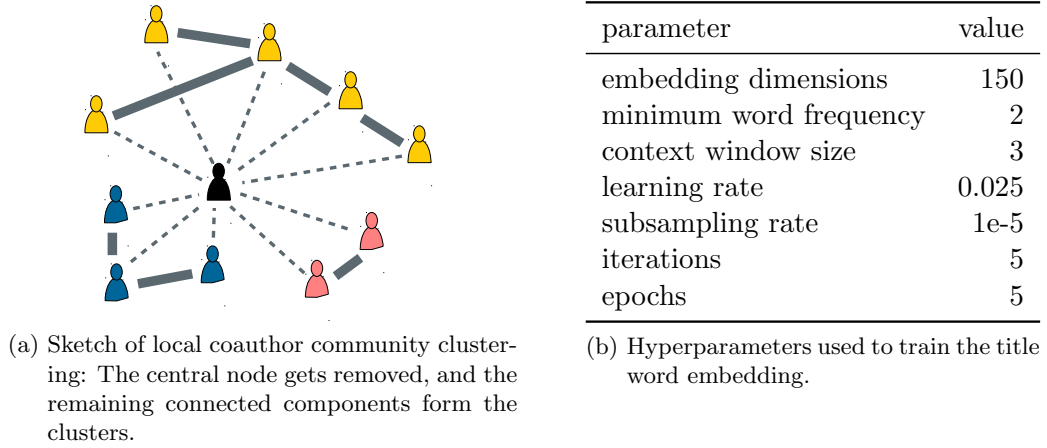 parameter value
embedding dimensions 150
minimum word frequency 2
context window size 3
learning rate 0.025
subsampling rate 1e-5
iterations 5
epochs 5
(a) Sketch of local coauthor community cluster-
ing: The central node gets removed, and the
remaining connected components form the
clusters.
(b) Hyperparameters used to train the title
word embedding.